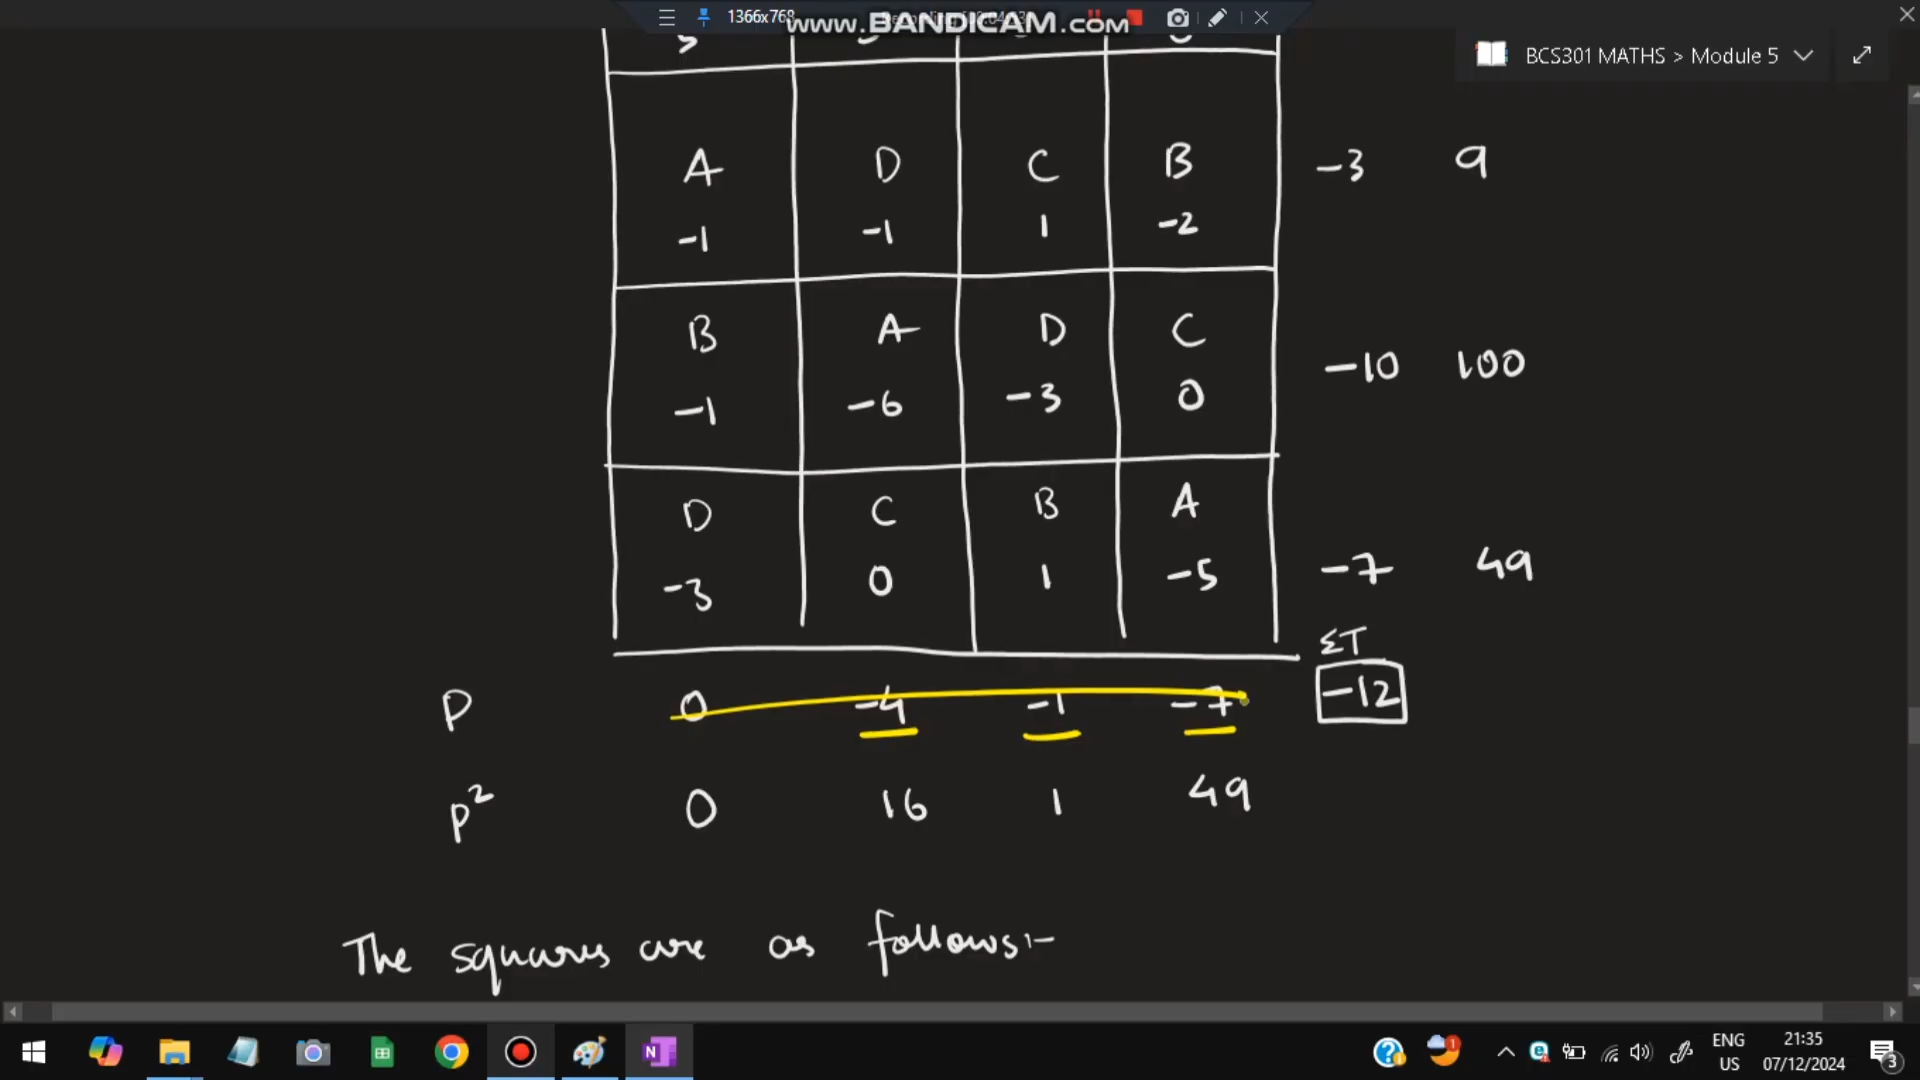 1366x768
www.BANDICAM.com
BCS301 MATHS > Module 5
A D C B -3 9
-1 -1 1 -2
B A D C -10 100
-1 -6 -3 0
D C B A -7 49
-3 0 1 -5
ΣT
P 0 -4 -1 -7 -12
P² 0 16 1 49
The squares are as follows:-
ENG 21:35
US 07/12/2024 3